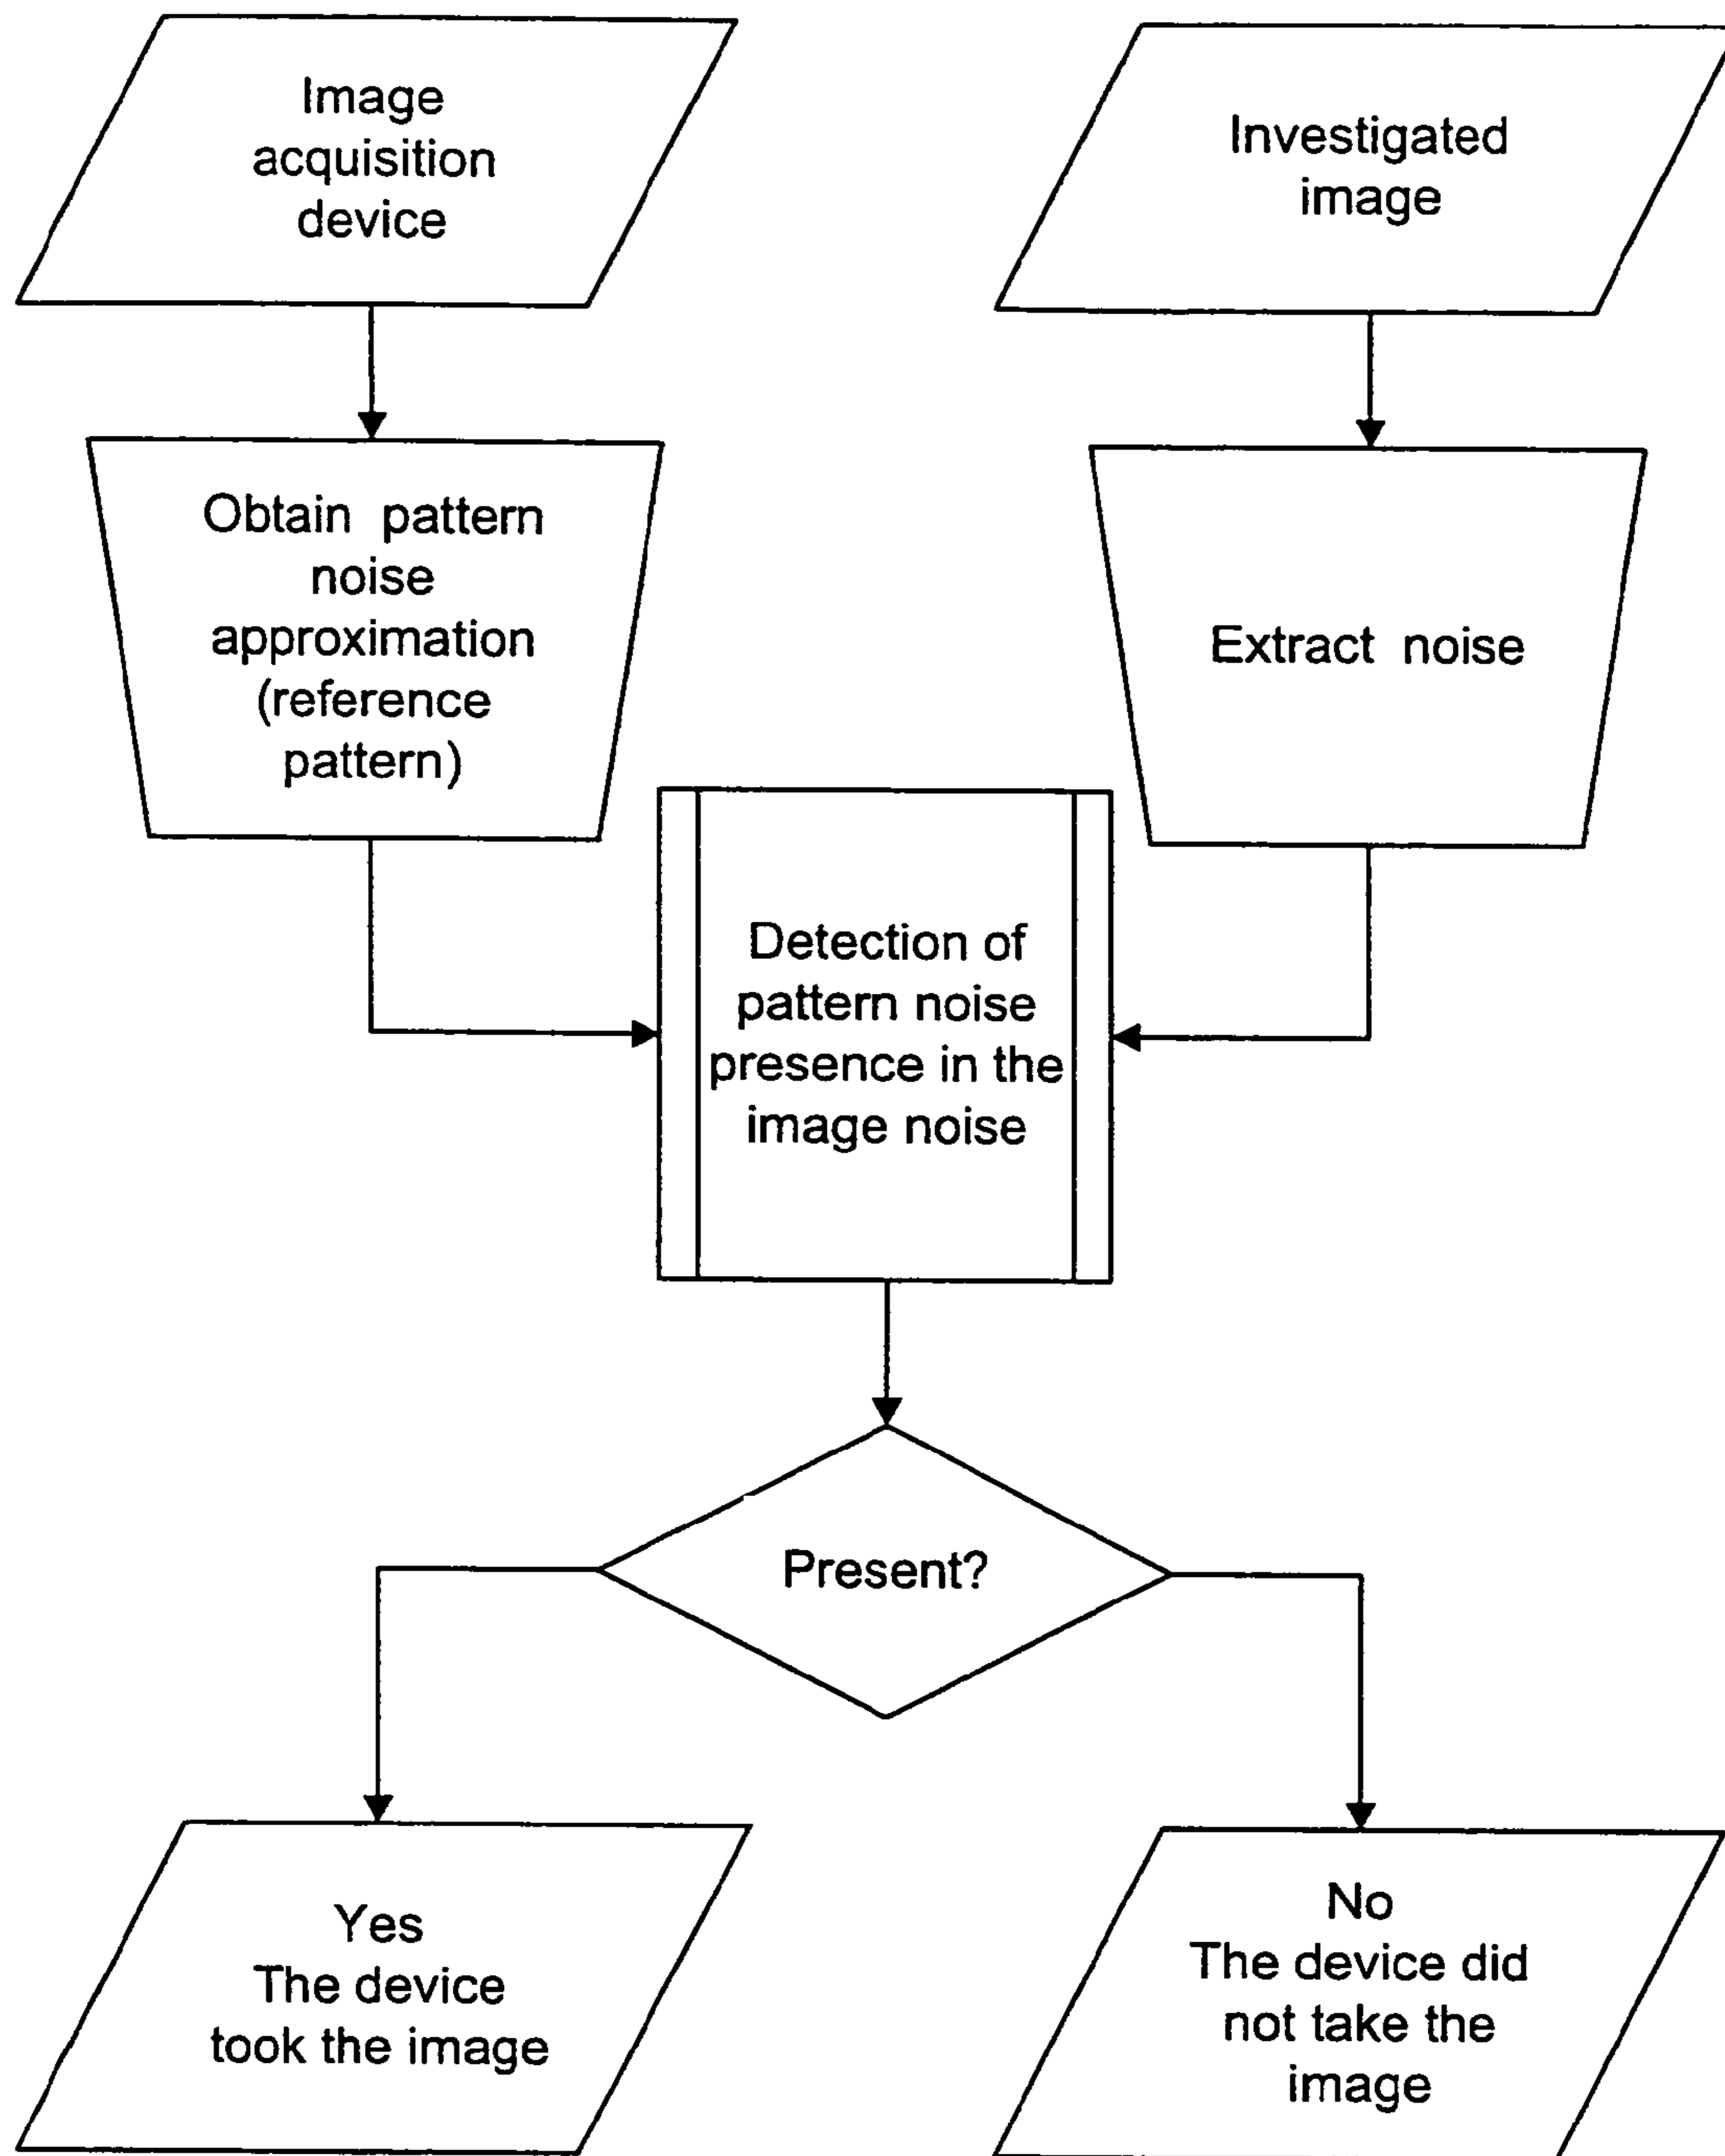 Image
acquisition
device
Investigated
image
Obtain pattern
noise
approximation
(reference
pattern)
Extract noise
Detection of
pattern noise
presence in the
image noise
Present?
Yes
The device
took the image
No
The device did
not take the
image